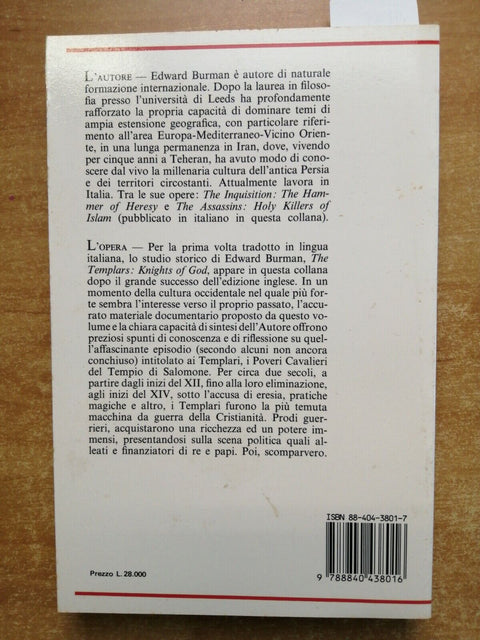 L'AUTORE — Edward Burman è autore di naturale
formazione internazionale. Dopo la laurea in filoso-
fia presso l'università di Leeds ha profondamente
rafforzato la propria capacità di dominare temi di
ampia estensione geografica, con particolare riferi-
mento all'area Europa-Mediterraneo-Vicino Orien-
te, in una lunga permanenza in Iran, dove, vivendo
per cinque anni a Teheran, ha avuto modo di cono-
scere dal vivo la millenaria cultura dell'antica Persia
e dei territori circostanti. Attualmente lavora in
Italia. Tra le sue opere: The Inquisition: The Ham-
mer of Heresy e The Assassins: Holy Killers of
Islam (pubblicato in italiano in questa collana).
L'OPERA — Per la prima volta tradotto in lingua
italiana, lo studio storico di Edward Burman, The
Templars: Knights of God, appare in questa collana
dopo il grande successo dell'edizione inglese. In un
momento della cultura occidentale nel quale più for-
te sembra l'interesse verso il proprio passato, l'accu-
rato materiale documentario proposto da questo vo-
lume e la chiara capacità di sintesi dell'Autore offrono
preziosi spunti di conoscenza e di riflessione su quel-
l'affascinante episodio (secondo alcuni non ancora
conchiuso) intitolato ai Templari, i Poveri Cavalieri
del Tempio di Salomone. Per circa due secoli, a
partire dagli inizi del XII, fino alla loro eliminazione,
agli inizi del XIV, sotto l'accusa di eresia, pratiche
magiche e altro, i Templari furono la più temuta
macchina da guerra della Cristianità. Prodi guer-
rieri, acquistarono una ricchezza ed un potere im-
mensi, presentandosi sulla scena politica quali al-
leati e finanziatori di re e papi. Poi, scomparvero.
ISBN 88-404-3801-7
9 788840 438016
Prezzo L. 28.000